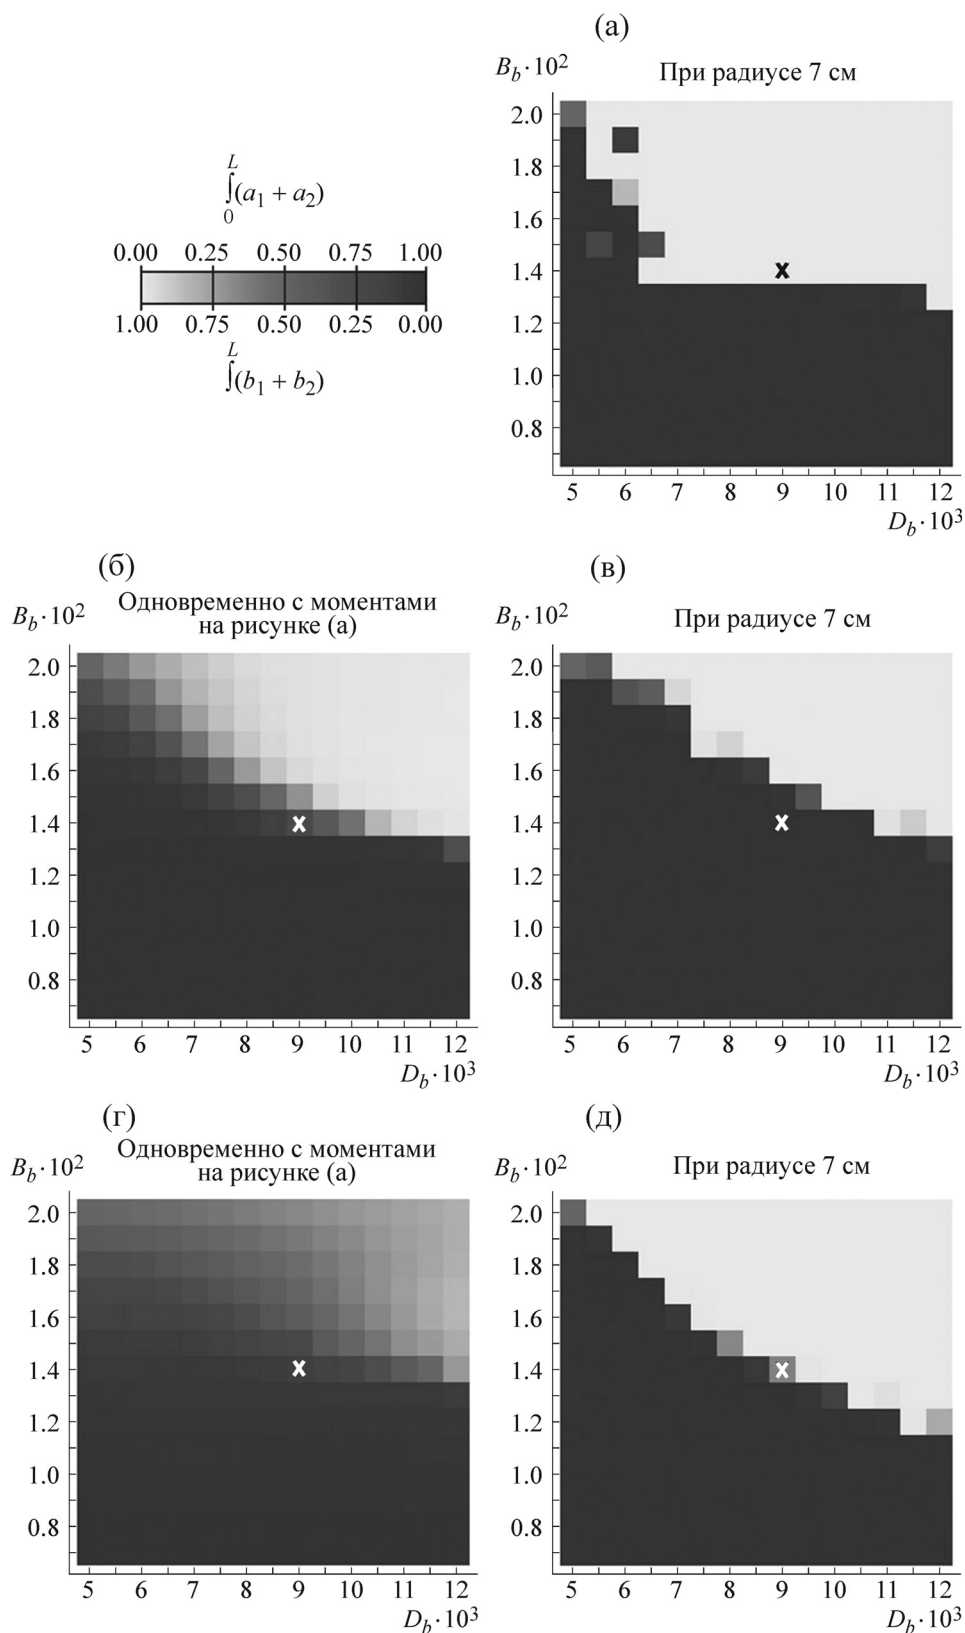 (а)
B_b·10²
При радиусе 7 см
2.0
1.8
1.6
1.4
1.2
1.0
0.8
5 6 7 8 9 10 11 12
D_b·10³
L
∫(a₁ + a₂)
0
0.00 0.25 0.50 0.75 1.00
1.00 0.75 0.50 0.25 0.00
L
∫(b₁ + b₂)
(б)
Одновременно с моментами
B_b·10²
на рисунке (а)
2.0
1.8
1.6
1.4
1.2
1.0
0.8
5 6 7 8 9 10 11 12
D_b·10³
(в)
B_b·10²
При радиусе 7 см
2.0
1.8
1.6
1.4
1.2
1.0
0.8
5 6 7 8 9 10 11 12
D_b·10³
(г)
Одновременно с моментами
B_b·10²
на рисунке (а)
2.0
1.8
1.6
1.4
1.2
1.0
0.8
5 6 7 8 9 10 11 12
D_b·10³
(д)
B_b·10²
При радиусе 7 см
2.0
1.8
1.6
1.4
1.2
1.0
0.8
5 6 7 8 9 10 11 12
D_b·10³